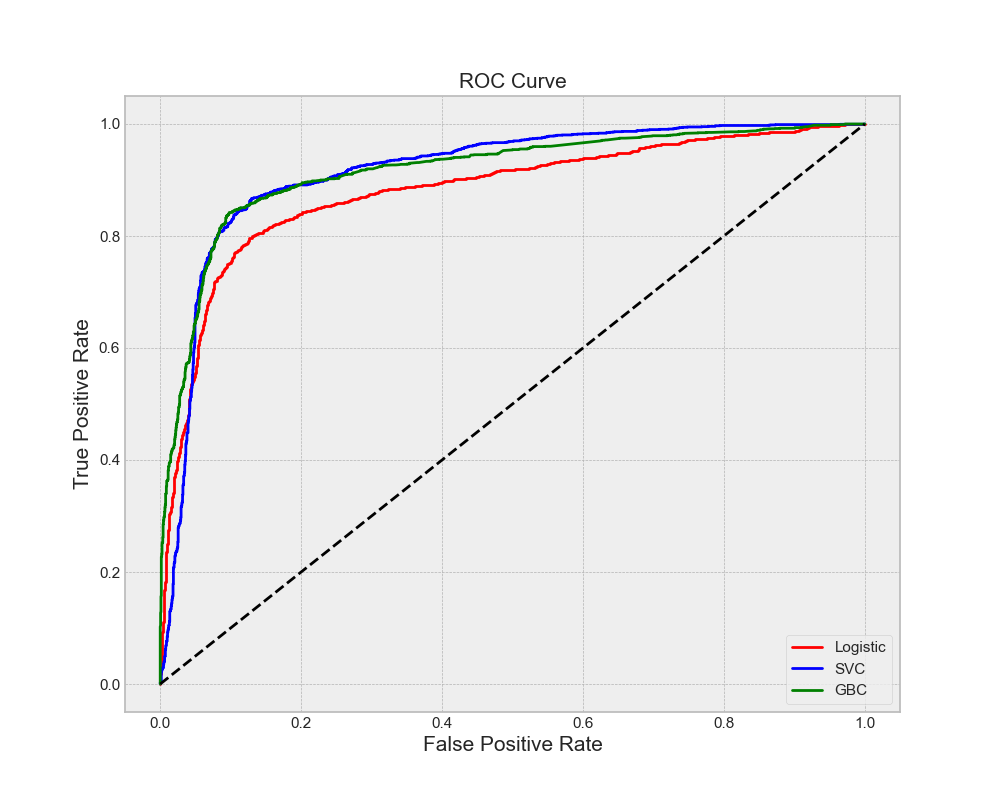 ROC Curve
True Positive Rate
1.0
0.8
0.6
0.4
0.2
0.0
0.0 0.2 0.4 0.6 0.8 1.0
False Positive Rate
Logistic
SVC
GBC